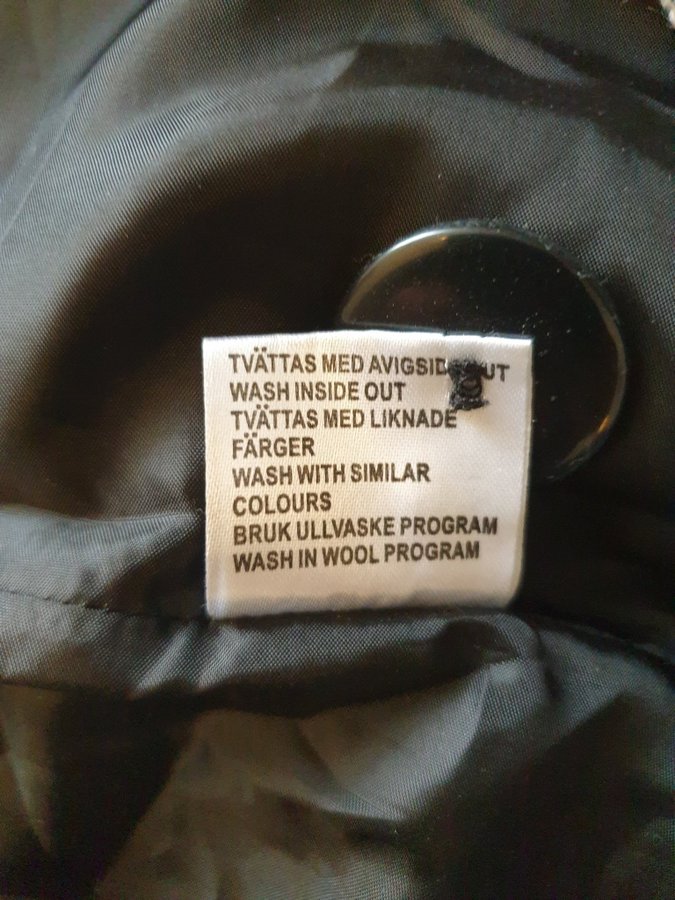 TVÄTTAS MED UT
WASH INSIDE OUT
TVÄTTAS MED LIKNADE
FÄRGER
WASH WITH SIMILAR
COLOURS
BRUK ULLVASKE PROGRAM
WASH IN WOOL PROGRAM